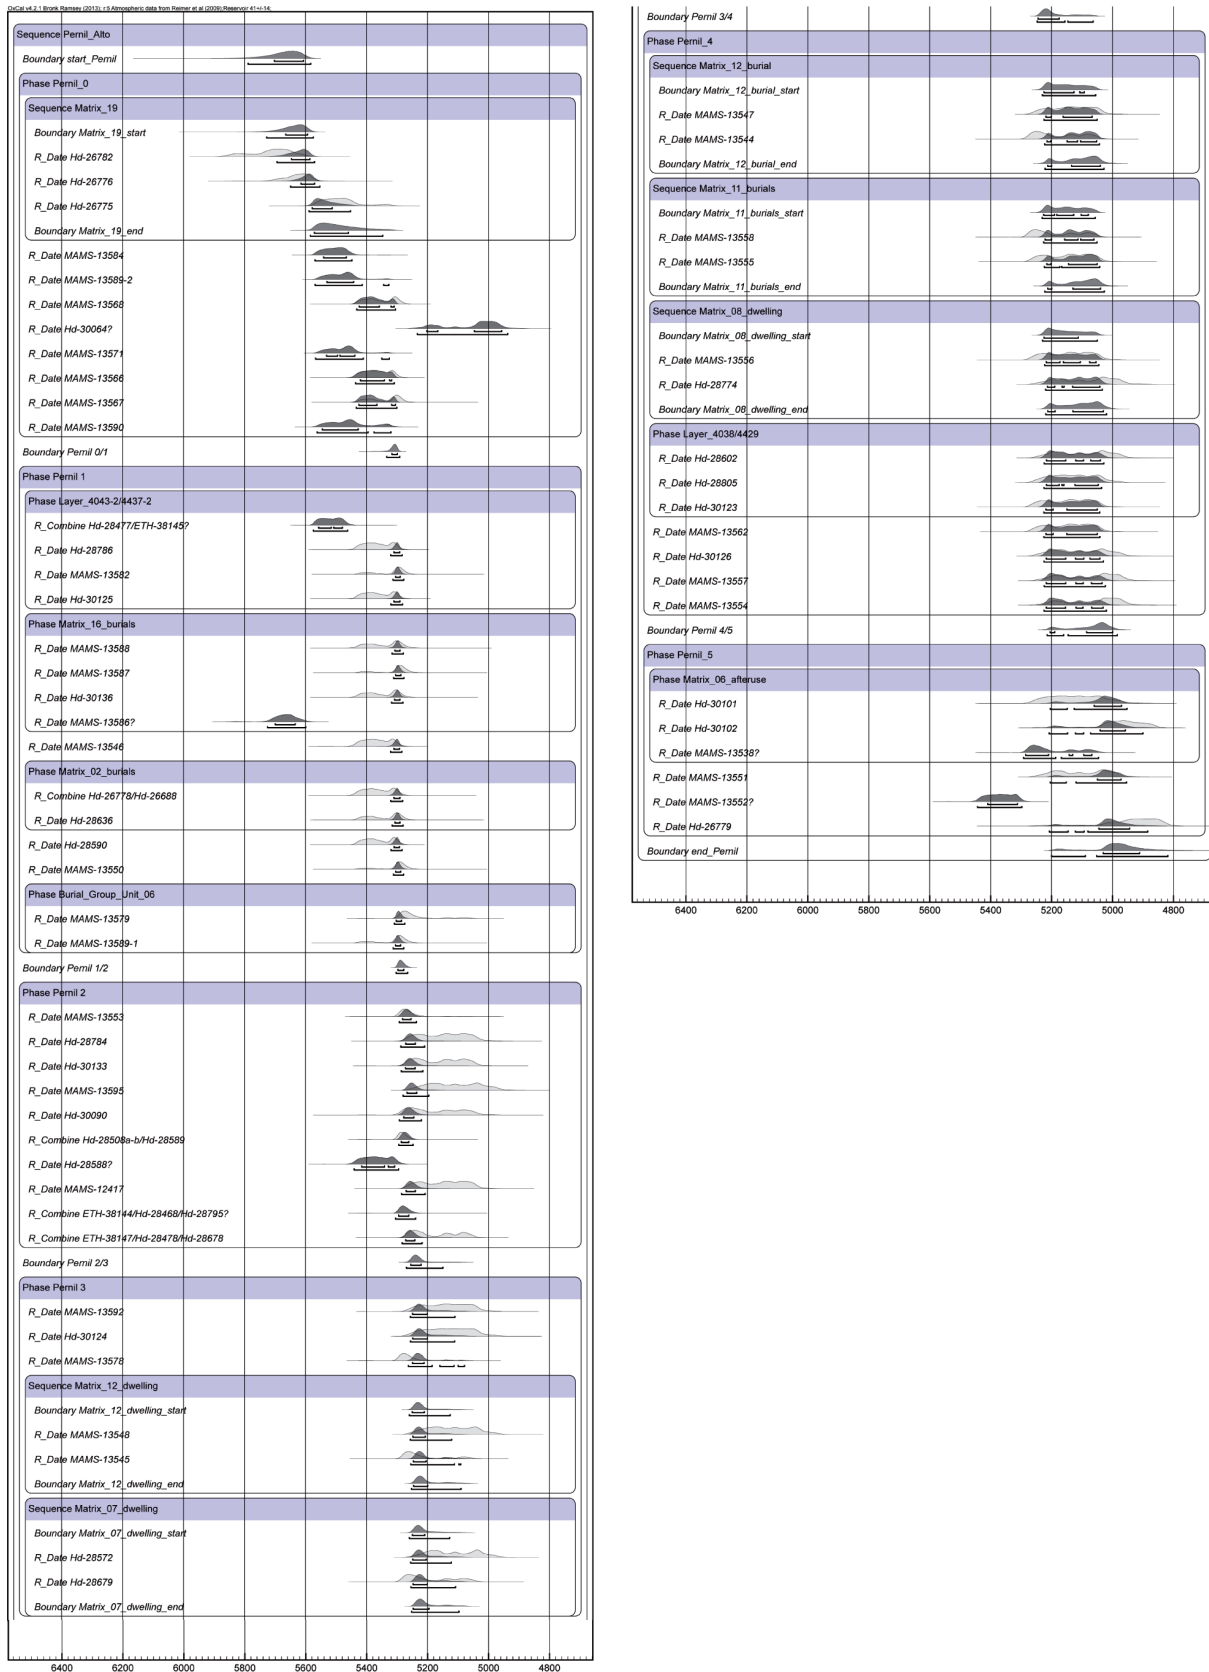 OxCal v4.2.1 Bronk Ramsey (2013); r:5 Atmospheric data from Reimer et al (2009);Reservoir 41+/-14;
Sequence Pernil_Alto
Boundary start_Pernil
Phase Pernil_0
Sequence Matrix_19
Boundary Matrix_19_start
R_Date Hd-26782
R_Date Hd-26776
R_Date Hd-26775
Boundary Matrix_19_end
R_Date MAMS-13584
R_Date MAMS-13589-2
R_Date MAMS-13568
R_Date Hd-30064?
R_Date MAMS-13571
R_Date MAMS-13566
R_Date MAMS-13567
R_Date MAMS-13590
Boundary Pernil 0/1
Phase Pernil 1
Phase Layer_4043-2/4437-2
R_Combine Hd-28477/ETH-38145?
R_Date Hd-28786
R_Date MAMS-13582
R_Date Hd-30125
Phase Matrix_16_burials
R_Date MAMS-13588
R_Date MAMS-13587
R_Date Hd-30136
R_Date MAMS-13586?
R_Date MAMS-13546
Phase Matrix_02_burials
R_Combine Hd-26778/Hd-26688
R_Date Hd-28636
R_Date Hd-28590
R_Date MAMS-13550
Phase Burial_Group_Unit_06
R_Date MAMS-13579
R_Date MAMS-13589-1
Boundary Pernil 1/2
Phase Pernil 2
R_Date MAMS-13553
R_Date Hd-28784
R_Date Hd-30133
R_Date MAMS-13595
R_Date Hd-30090
R_Combine Hd-28508a-b/Hd-28589
R_Date Hd-28588?
R_Date MAMS-12417
R_Combine ETH-38144/Hd-28468/Hd-28795?
R_Combine ETH-38147/Hd-28478/Hd-28678
Boundary Pernil 2/3
Phase Pernil 3
R_Date MAMS-13592
R_Date Hd-30124
R_Date MAMS-13578
Sequence Matrix_12_dwelling
Boundary Matrix_12_dwelling_start
R_Date MAMS-13548
R_Date MAMS-13545
Boundary Matrix_12_dwelling_end
Sequence Matrix_07_dwelling
Boundary Matrix_07_dwelling_start
R_Date Hd-28572
R_Date Hd-28679
Boundary Matrix_07_dwelling_end
6400 6200 6000 5800 5600 5400 5200 5000 4800
Boundary Pernil 3/4
Phase Pernil_4
Sequence Matrix_12_burial
Boundary Matrix_12_burial_start
R_Date MAMS-13547
R_Date MAMS-13544
Boundary Matrix_12_burial_end
Sequence Matrix_11_burials
Boundary Matrix_11_burials_start
R_Date MAMS-13558
R_Date MAMS-13555
Boundary Matrix_11_burials_end
Sequence Matrix_08_dwelling
Boundary Matrix_08_dwelling_start
R_Date MAMS-13556
R_Date Hd-28774
Boundary Matrix_08_dwelling_end
Phase Layer_4038/4429
R_Date Hd-28602
R_Date Hd-28805
R_Date Hd-30123
R_Date MAMS-13562
R_Date Hd-30126
R_Date MAMS-13557
R_Date MAMS-13554
Boundary Pernil 4/5
Phase Pernil_5
Phase Matrix_06_afteruse
R_Date Hd-30101
R_Date Hd-30102
R_Date MAMS-13538?
R_Date MAMS-13551
R_Date MAMS-13552?
R_Date Hd-26779
Boundary end_Pernil
6400 6200 6000 5800 5600 5400 5200 5000 4800